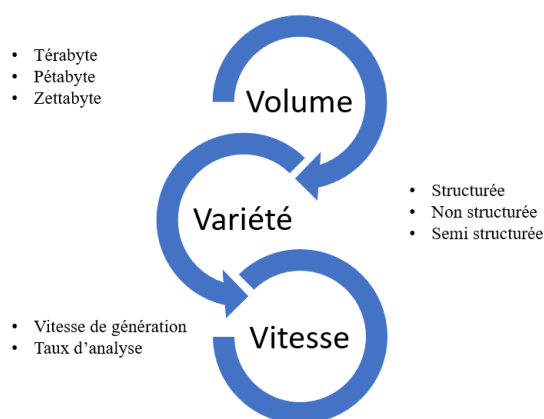 • Térabyte
• Pétabyte
• Zettabyte
Volume
Variété
• Structurée
• Non structurée
• Semi structurée
• Vitesse de génération
• Taux d'analyse
Vitesse